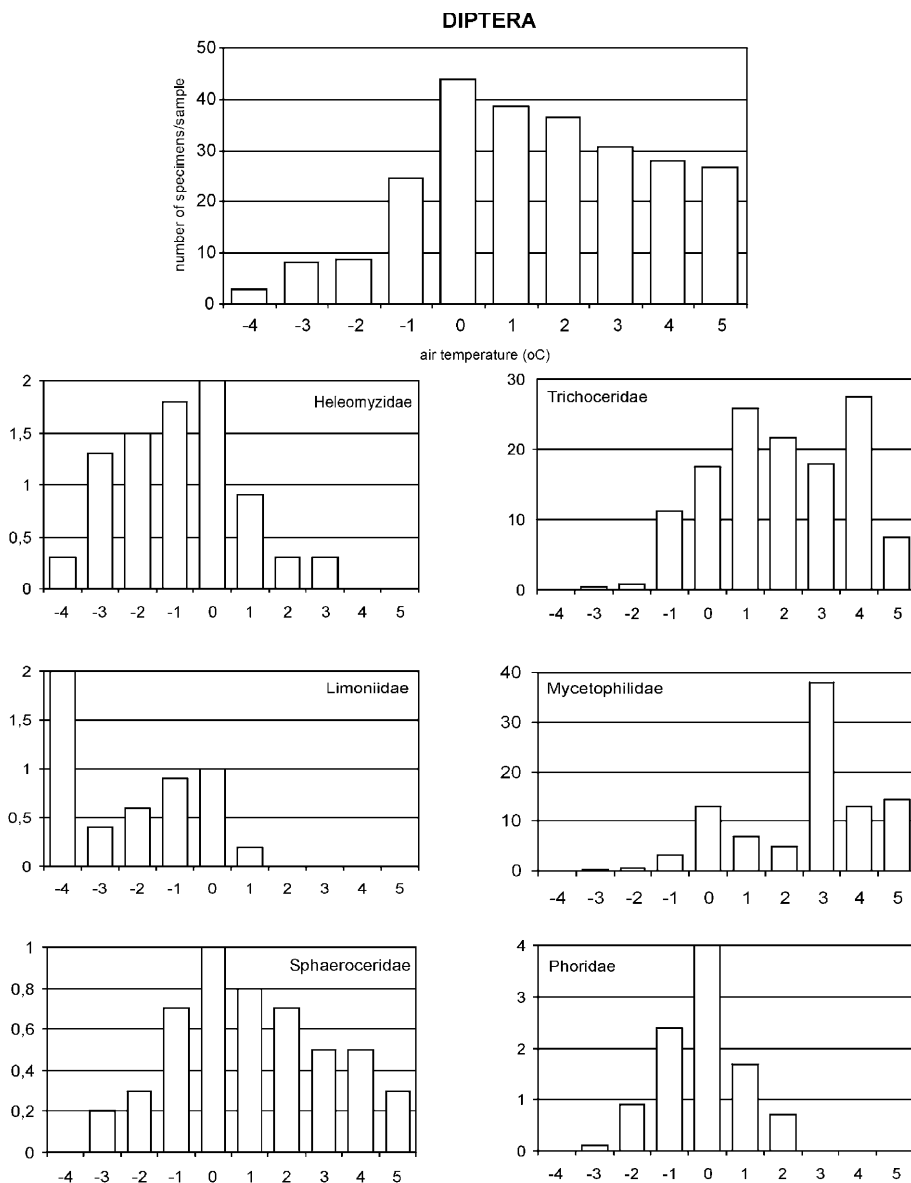 DIPTERA
number of specimens/sample
50
40
30
20
10
0
-4 -3 -2 -1 0 1 2 3 4 5
air temperature (oC)
Heleomyzidae
2
1,5
1
0,5
0
-4 -3 -2 -1 0 1 2 3 4 5
Trichoceridae
30
20
10
0
-4 -3 -2 -1 0 1 2 3 4 5
Limoniidae
2
1,5
1
0,5
0
-4 -3 -2 -1 0 1 2 3 4 5
Mycetophilidae
40
30
20
10
0
-4 -3 -2 -1 0 1 2 3 4 5
Sphaeroceridae
1
0,8
0,6
0,4
0,2
0
-4 -3 -2 -1 0 1 2 3 4 5
Phoridae
4
3
2
1
0
-4 -3 -2 -1 0 1 2 3 4 5